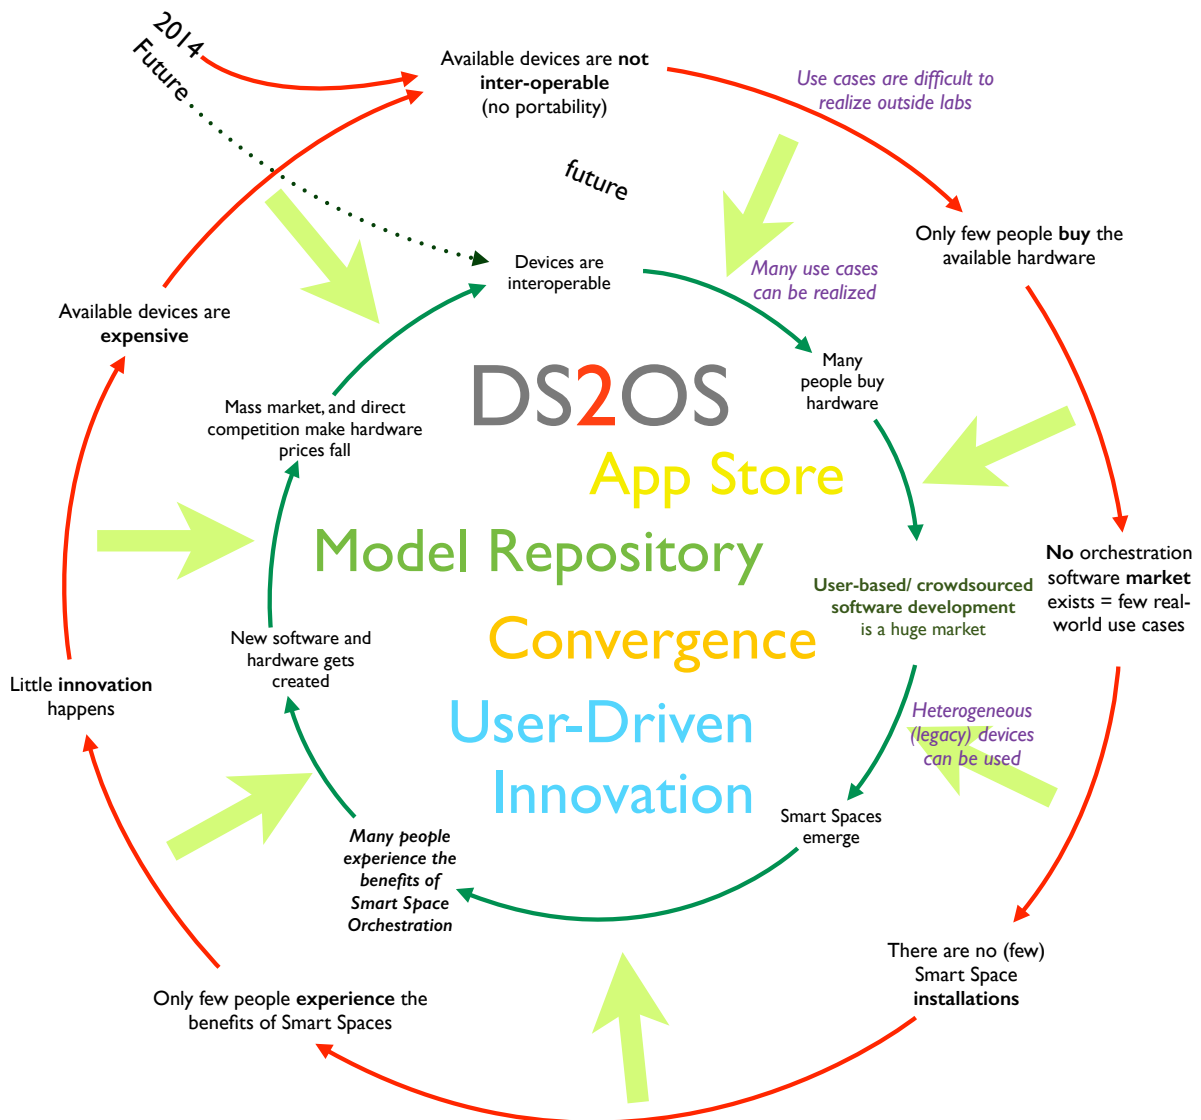 2014
Future
Available devices are not
inter-operable
(no portability)
Use cases are difficult to
realize outside labs
future
Only few people buy the
available hardware
Devices are
interoperable
Many use cases
can be realized
Available devices are
expensive
Many
people buy
hardware
Mass market, and direct
competition make hardware
prices fall
DS2OS
App Store
Model Repository
Convergence
User-Driven
Innovation
No orchestration
software market
exists = few real-
world use cases
User-based/ crowdsourced
software development
is a huge market
New software and
hardware gets
created
Little innovation
happens
Heterogeneous
(legacy) devices
can be used
Smart Spaces
emerge
Many people
experience the
benefits of
Smart Space
Orchestration
There are no (few)
Smart Space
installations
Only few people experience the
benefits of Smart Spaces